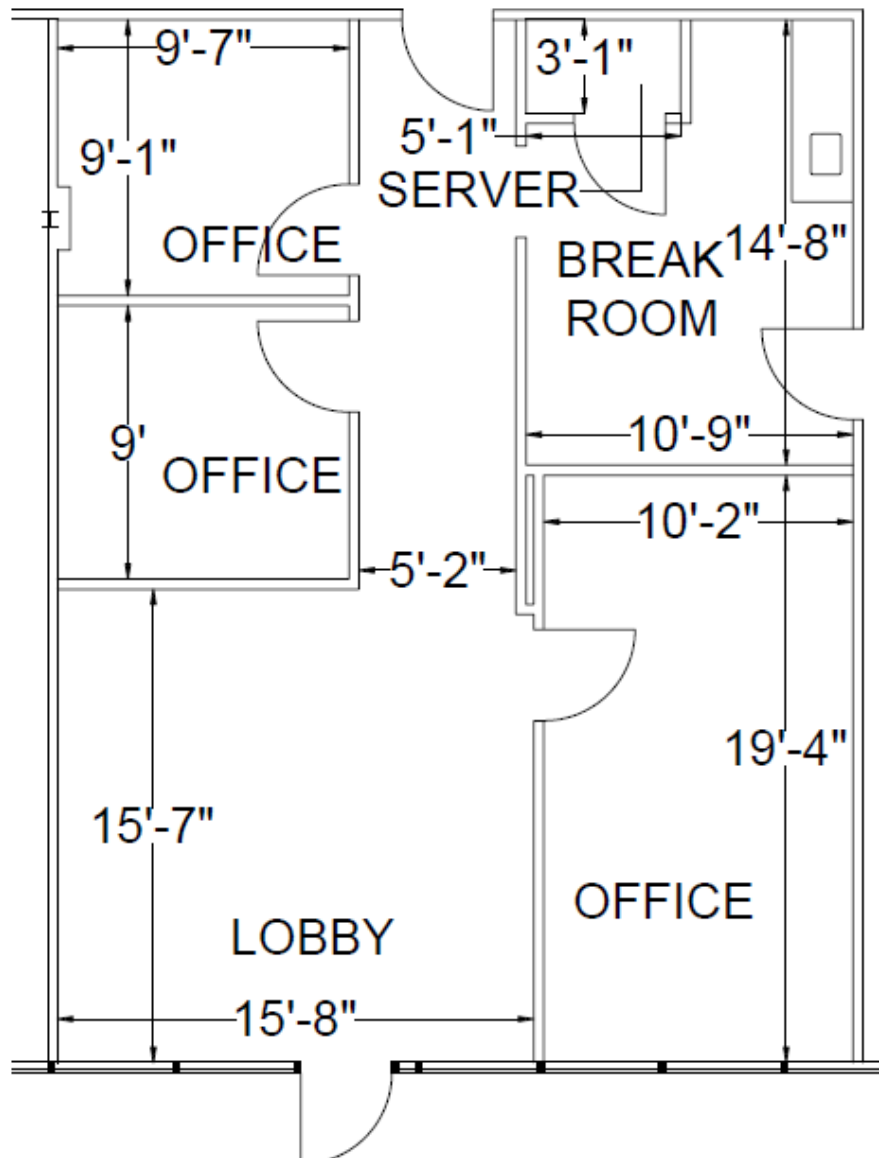 9'-7"
3'-1"
5'-1"
9'-1"
SERVER
OFFICE
BREAK
ROOM
14'-8"
9'
OFFICE
10'-9"
10'-2"
5'-2"
19'-4"
15'-7"
OFFICE
LOBBY
15'-8"